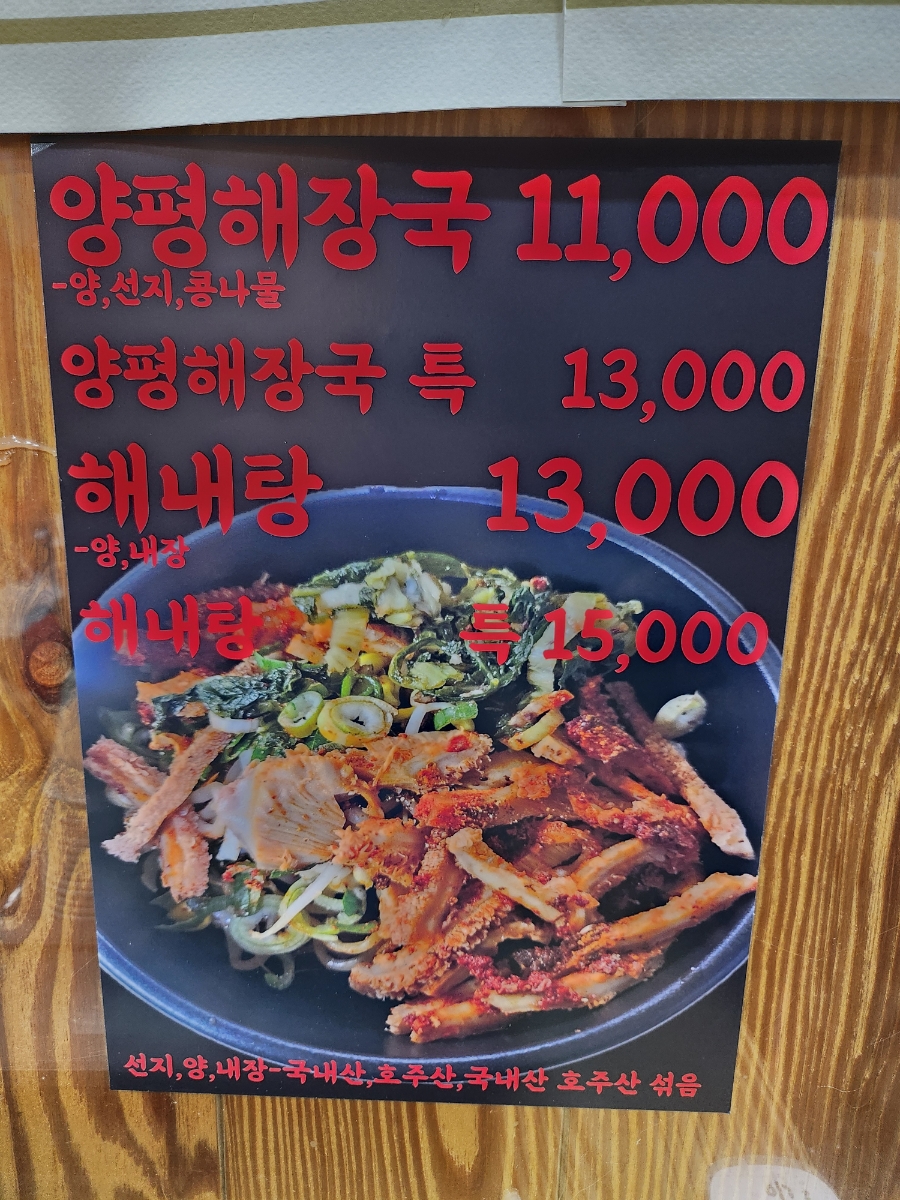 양평해장국 11,000
-양,선지,콩나물
양평해장국 특 13,000
해내탕 13,000
-양,내장
해내탕 특 15,000
선지,양,내장-국내산,호주산,국내산 호주산 섞음